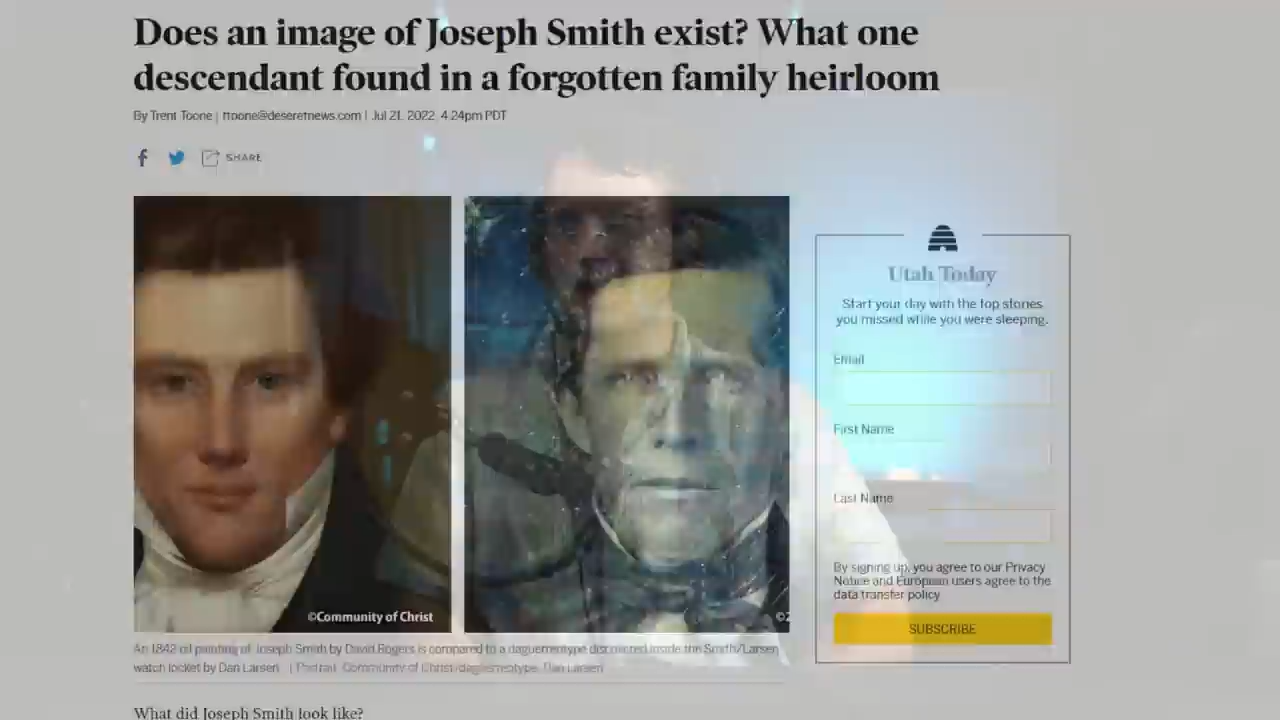 Does an image of Joseph Smith exist? What one
descendant found in a forgotten family heirloom
By Trent Toone | ttoone@deseretnews.com | Jul 21, 2022, 4:24pm PDT
SHARE
Utah Today
Start your day with the top stories
you missed while you were sleeping.
Email
First Name
Last Name
By signing up, you agree to our Privacy
Notice and European users agree to the
data transfer policy
SUBSCRIBE
©Community of Christ
©2
An 1842 oil painting of Joseph Smith by David Rogers is compared to a daguerreotype discovered inside the Smith/Larsen
watch locket by Dan Larsen. | Portrait: Community of Christ/daguerreotype: Dan Larsen
What did Joseph Smith look like?